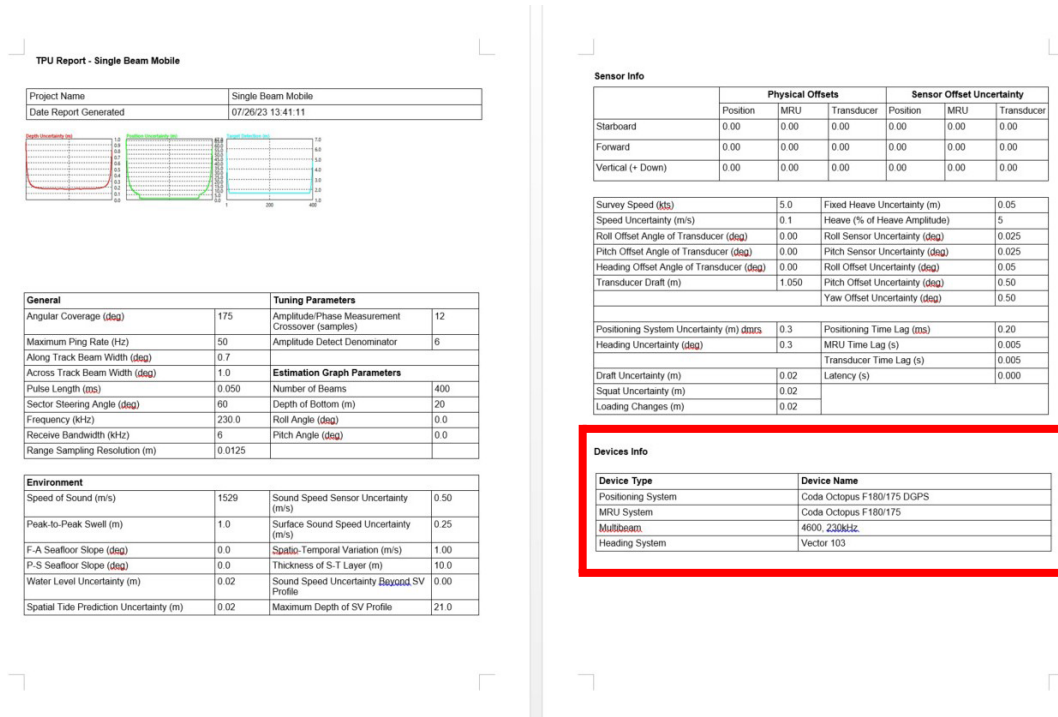 TPU Report - Single Beam Mobile
Project Name Single Beam Mobile
Date Report Generated 07/26/23 13:41:11
Depth Uncertainty (m) Position Uncertainty (m) Target Detection (m)
General Tuning Parameters
Angular Coverage (deg) 175 Amplitude/Phase Measurement Crossover (samples) 12
Maximum Ping Rate (Hz) 50 Amplitude Detect Denominator 6
Along Track Beam Width (deg) 0.7
Across Track Beam Width (deg) 1.0 Estimation Graph Parameters
Pulse Length (ms) 0.050 Number of Beams 400
Sector Steering Angle (deg) 60 Depth of Bottom (m) 20
Frequency (kHz) 230.0 Roll Angle (deg) 0.0
Receive Bandwidth (kHz) 6 Pitch Angle (deg) 0.0
Range Sampling Resolution (m) 0.0125
Environment
Speed of Sound (m/s) 1529 Sound Speed Sensor Uncertainty (m/s) 0.50
Peak-to-Peak Swell (m) 1.0 Surface Sound Speed Uncertainty (m/s) 0.25
F-A Seafloor Slope (deg) 0.0 Spatio-Temporal Variation (m/s) 1.00
P-S Seafloor Slope (deg) 0.0 Thickness of S-T Layer (m) 10.0
Water Level Uncertainty (m) 0.02 Sound Speed Uncertainty Beyond SV Profile 0.00
Spatial Tide Prediction Uncertainty (m) 0.02 Maximum Depth of SV Profile 21.0
Sensor Info
Physical Offsets Sensor Offset Uncertainty
Position MRU Transducer Position MRU Transducer
Starboard 0.00 0.00 0.00 0.00 0.00 0.00
Forward 0.00 0.00 0.00 0.00 0.00 0.00
Vertical (+ Down) 0.00 0.00 0.00 0.00 0.00 0.00
Survey Speed (kts) 5.0 Fixed Heave Uncertainty (m) 0.05
Speed Uncertainty (m/s) 0.1 Heave (% of Heave Amplitude) 5
Roll Offset Angle of Transducer (deg) 0.00 Roll Sensor Uncertainty (deg) 0.025
Pitch Offset Angle of Transducer (deg) 0.00 Pitch Sensor Uncertainty (deg) 0.025
Heading Offset Angle of Transducer (deg) 0.00 Roll Offset Uncertainty (deg) 0.05
Transducer Draft (m) 1.050 Pitch Offset Uncertainty (deg) 0.50
Yaw Offset Uncertainty (deg) 0.50
Positioning System Uncertainty (m) dmrs 0.3 Positioning Time Lag (ms) 0.20
Heading Uncertainty (deg) 0.3 MRU Time Lag (s) 0.005
Transducer Time Lag (s) 0.005
Draft Uncertainty (m) 0.02 Latency (s) 0.000
Squat Uncertainty (m) 0.02
Loading Changes (m) 0.02
Devices Info
Device Type Device Name
Positioning System Coda Octopus F180/175 DGPS
MRU System Coda Octopus F180/175
Multibeam 4600, 230kHz
Heading System Vector 103